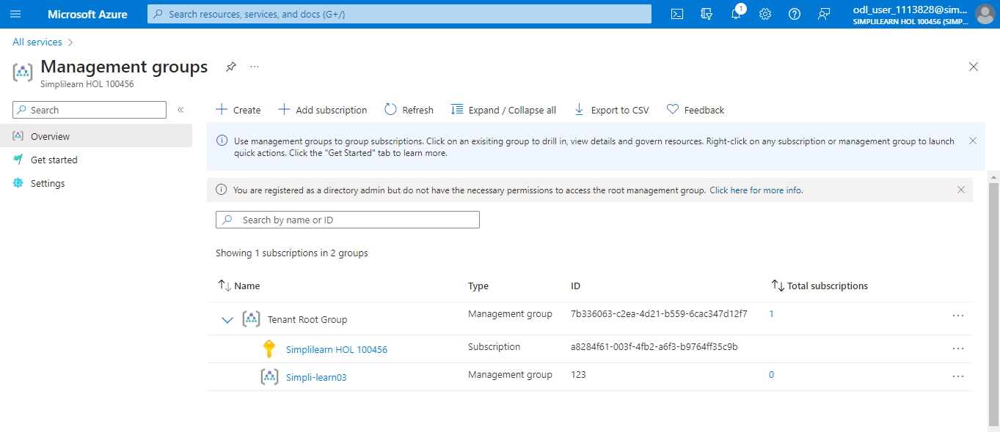 Microsoft Azure
Search resources, services, and docs (G+/)
1
odl_user_1113828@sim...
SIMPLILEARN HOL 100456 (SIMP...
All services
Management groups
...
Simplilearn HOL 100456
Search
«
Create
Add subscription
Refresh
Expand / Collapse all
Export to CSV
Feedback
Overview
Get started
Settings
Use management groups to group subscriptions. Click on an exisiting group to drill in, view details and govern resources. Right-click on any subscription or management group to launch
quick actions. Click the "Get Started" tab to learn more.
You are registered as a directory admin but do not have the necessary permissions to access the root management group. Click here for more info.
Search by name or ID
Showing 1 subscriptions in 2 groups
Name Type ID Total subscriptions
Tenant Root Group Management group 7b336063-c2ea-4d21-b559-6cac347d12f7 1 ...
Simplilearn HOL 100456 Subscription a8284f61-003f-4fb2-a6f3-b9764ff35c9b ...
Simpli-learn03 Management group 123 0 ...